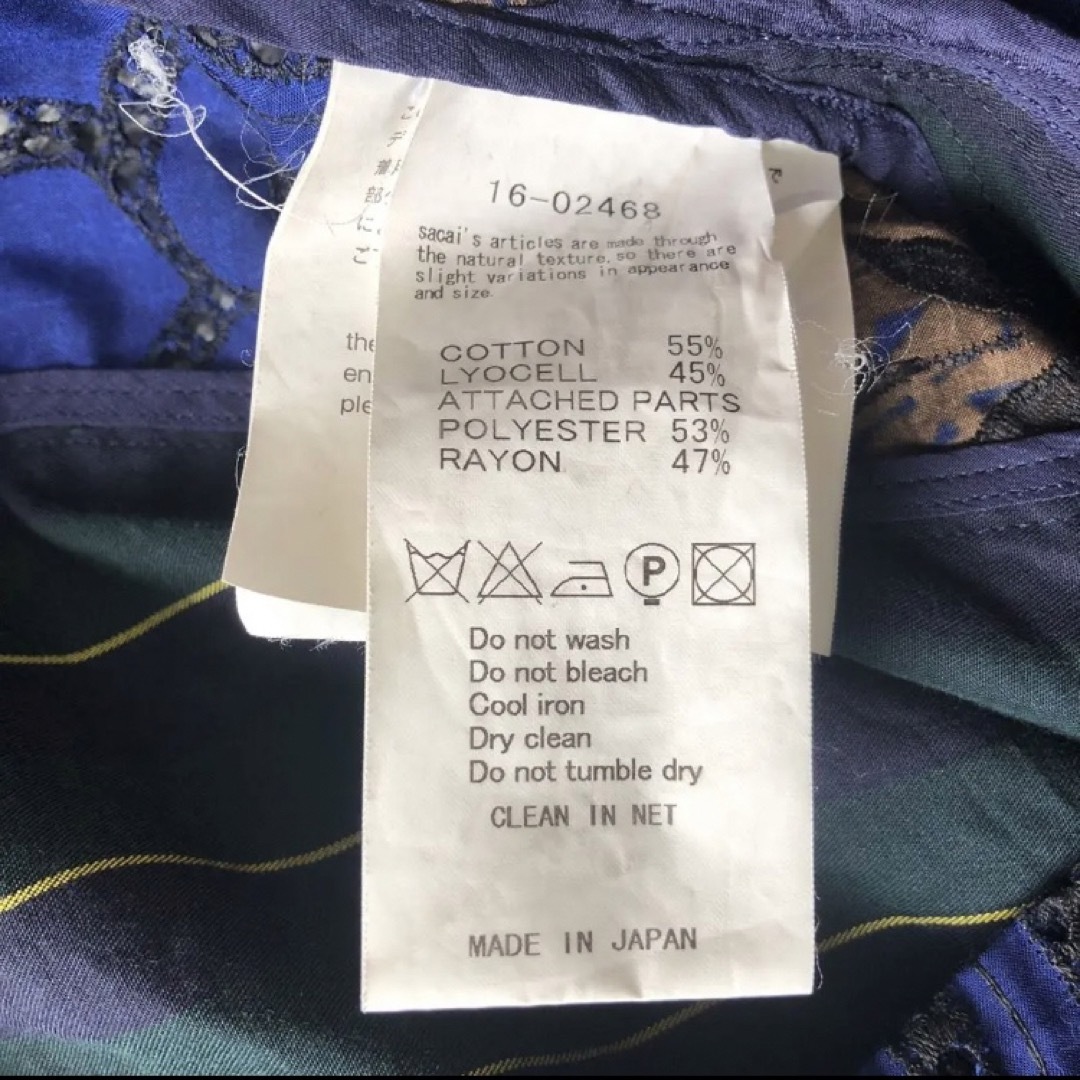 16-02468
sacai's articles are made through
the natural texture, so there are
slight variations in appearance
and size.
COTTON 55%
LYOCELL 45%
ATTACHED PARTS
POLYESTER 53%
RAYON 47%
P
Do not wash
Do not bleach
Cool iron
Dry clean
Do not tumble dry
CLEAN IN NET
MADE IN JAPAN